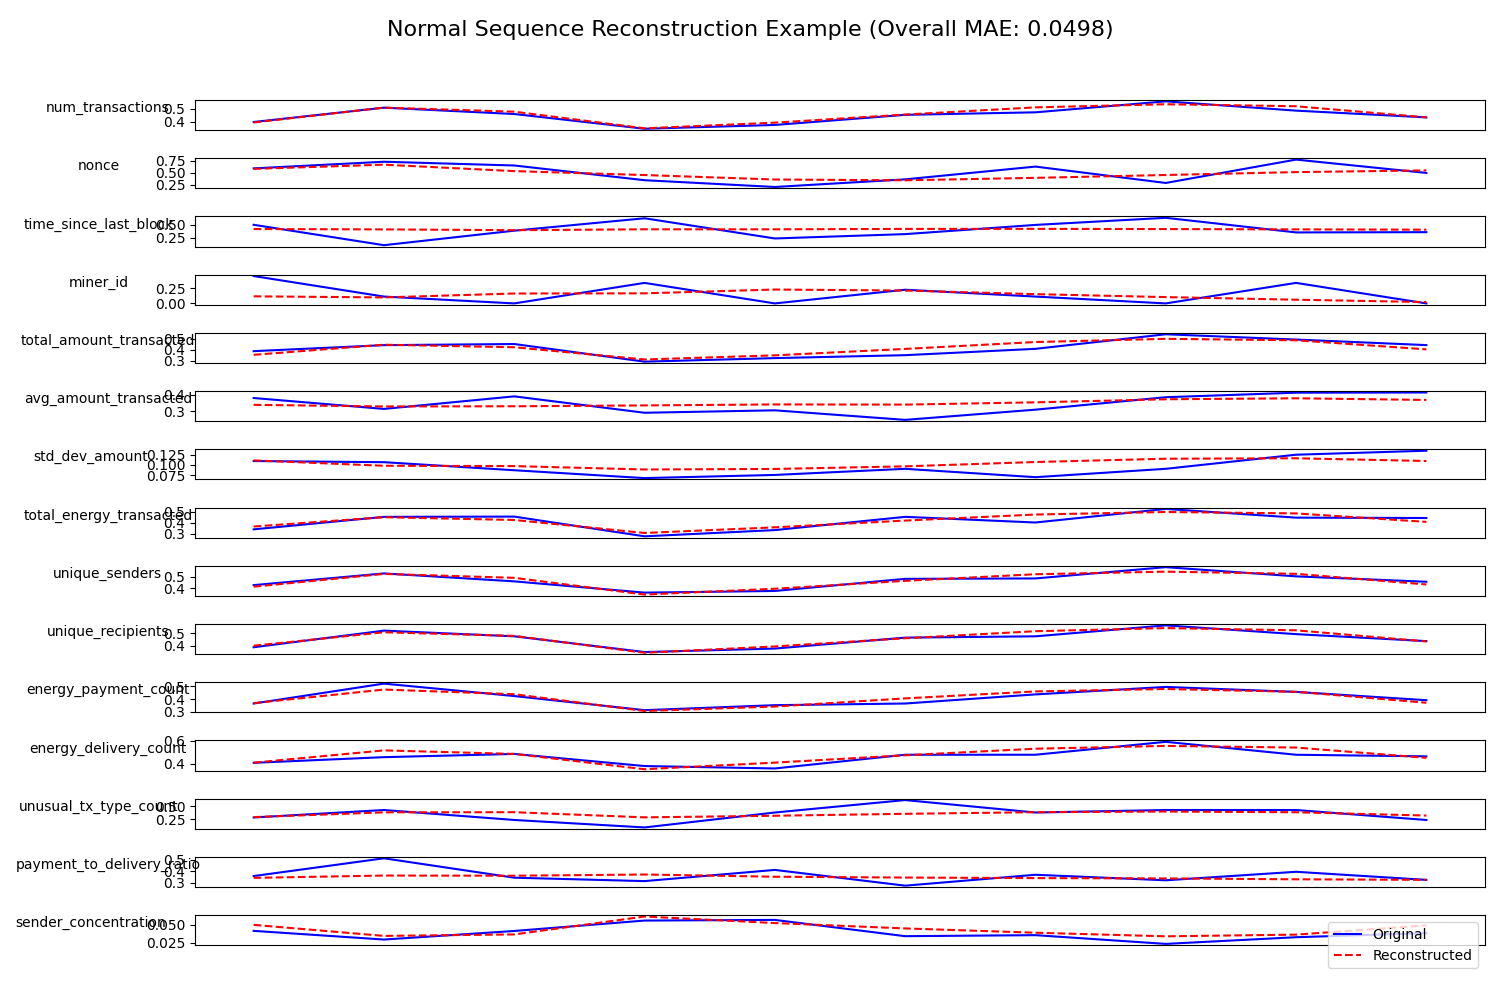 Normal Sequence Reconstruction Example (Overall MAE: 0.0498)
num_transactions
0.5
0.4
nonce
0.75
0.50
0.25
time_since_last_block
0.50
0.25
miner_id
0.25
0.00
total_amount_transacted
0.5
0.4
0.3
avg_amount_transacted
0.4
0.3
std_dev_amount
0.125
0.100
0.075
total_energy_transacted
0.5
0.4
0.3
unique_senders
0.5
0.4
unique_recipients
0.5
0.4
energy_payment_count
0.5
0.4
0.3
energy_delivery_count
0.6
0.4
unusual_tx_type_count
0.50
0.25
payment_to_delivery_ratio
0.5
0.4
0.3
sender_concentration
0.050
0.025
Original
Reconstructed